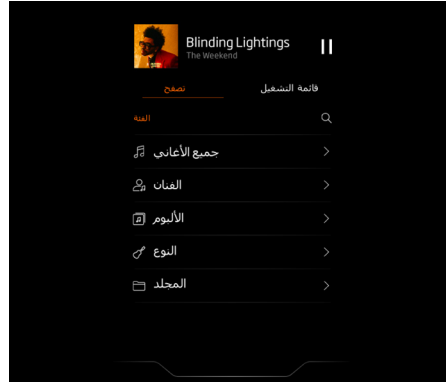 Blinding Lightings
The Weekend
قائمة التشغيل
تصفح
الفئة
جميع الأغاني
الفنان
الألبوم
النوع
المجلد